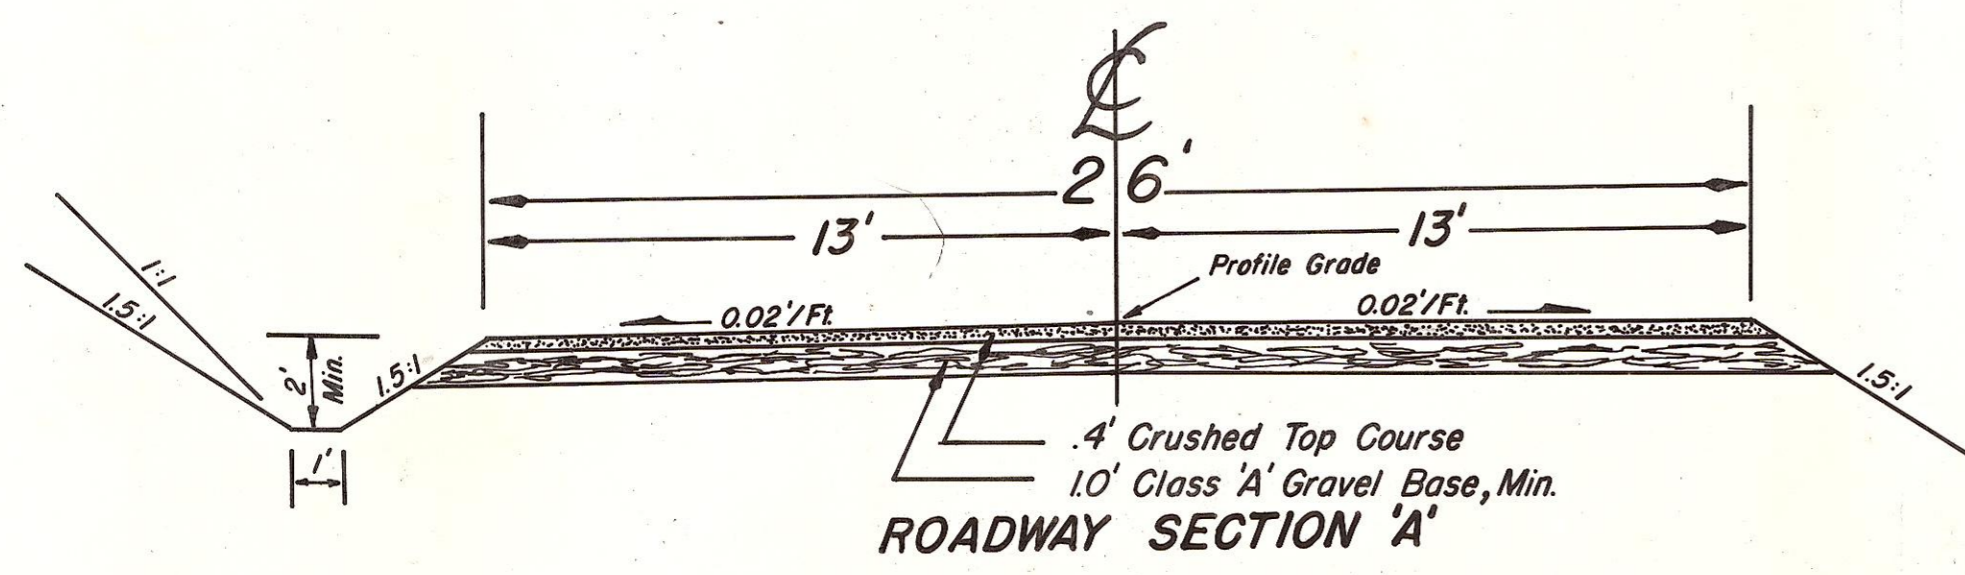 ℄
26'
13'
13'
Profile Grade
0.02'/Ft.
0.02'/Ft.
1:1
1.5:1
2'
Min.
1.5:1
1.5:1
1'
.4' Crushed Top Course
1.0' Class 'A' Gravel Base, Min.
ROADWAY SECTION 'A'